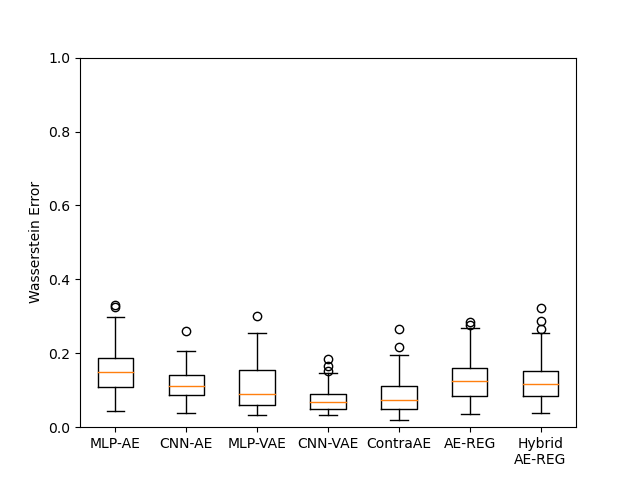 1.0
0.8
0.6
0.4
0.2
0.0
Wasserstein Error
MLP-AE CNN-AE MLP-VAE CNN-VAE ContraAE AE-REG Hybrid
AE-REG